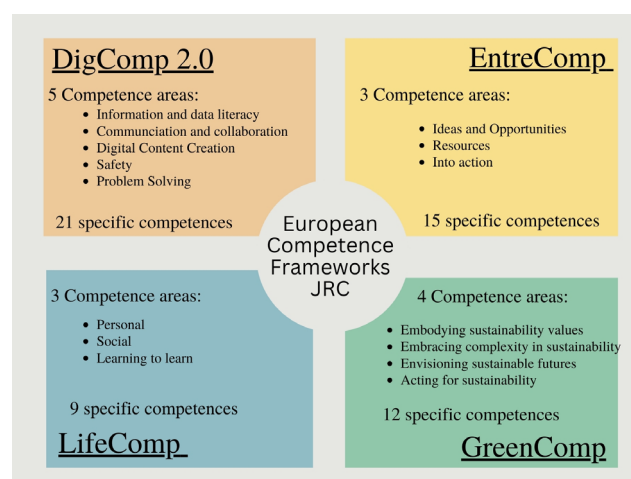 DigComp 2.0
5 Competence areas:
Information and data literacy
Communciation and collaboration
Digital Content Creation
Safety
Problem Solving
21 specific competences
EntreComp
3 Competence areas:
Ideas and Opportunities
Resources
Into action
15 specific competences
European
Competence
Frameworks
JRC
3 Competence areas:
Personal
Social
Learning to learn
9 specific competences
LifeComp
4 Competence areas:
Embodying sustainability values
Embracing complexity in sustainability
Envisioning sustainable futures
Acting for sustainability
12 specific competences
GreenComp